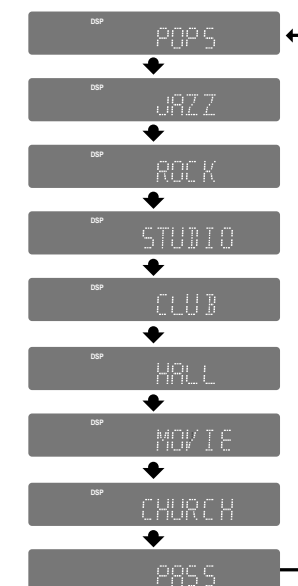 DSP
POPS
DSP
JAZZ
DSP
ROCK
DSP
STUDIO
DSP
CLUB
DSP
HALL
DSP
MOVIE
DSP
CHURCH
PASS